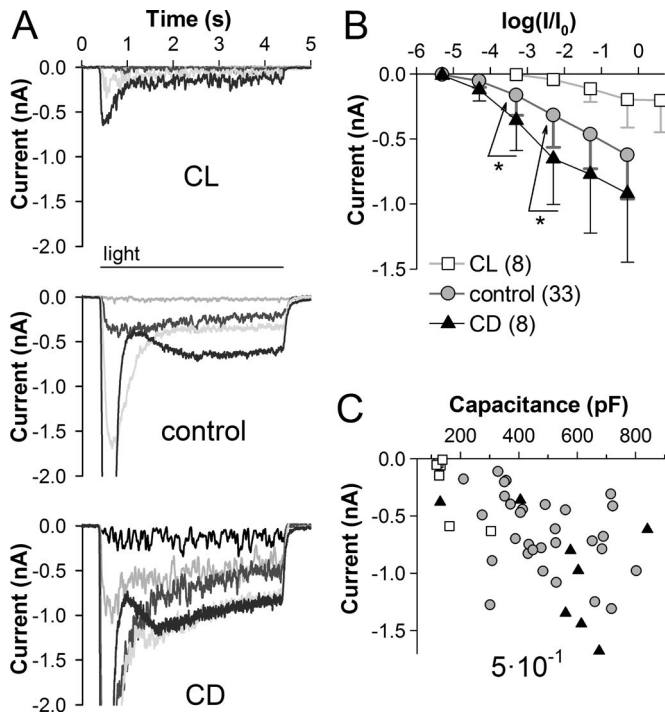 A
Time (s)
0 1 2 3 4 5
0.0
-0.5
-1.0
-1.5
-2.0
Current (nA)
CL
light
0.0
-0.5
-1.0
-1.5
-2.0
Current (nA)
control
0.0
-0.5
-1.0
-1.5
-2.0
Current (nA)
CD
B
log(I/I0)
-6 -5 -4 -3 -2 -1 0
0.0
-0.5
-1.0
-1.5
Current (nA)
*
*
CL (8)
control (33)
CD (8)
C
Capacitance (pF)
200 400 600 800
0.0
-0.5
-1.0
-1.5
Current (nA)
5·10-1